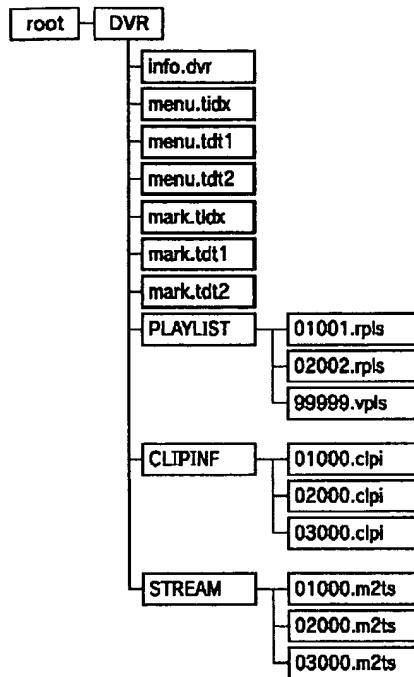 root DVR
info.dvr
menu.tidx
menu.tdt1
menu.tdt2
mark.tidx
mark.tdt1
mark.tdt2
PLAYLIST 01001.rpls
02002.rpls
99999.vpls
CLIPINF 01000.clpi
02000.clpi
03000.clpi
STREAM 01000.m2ts
02000.m2ts
03000.m2ts